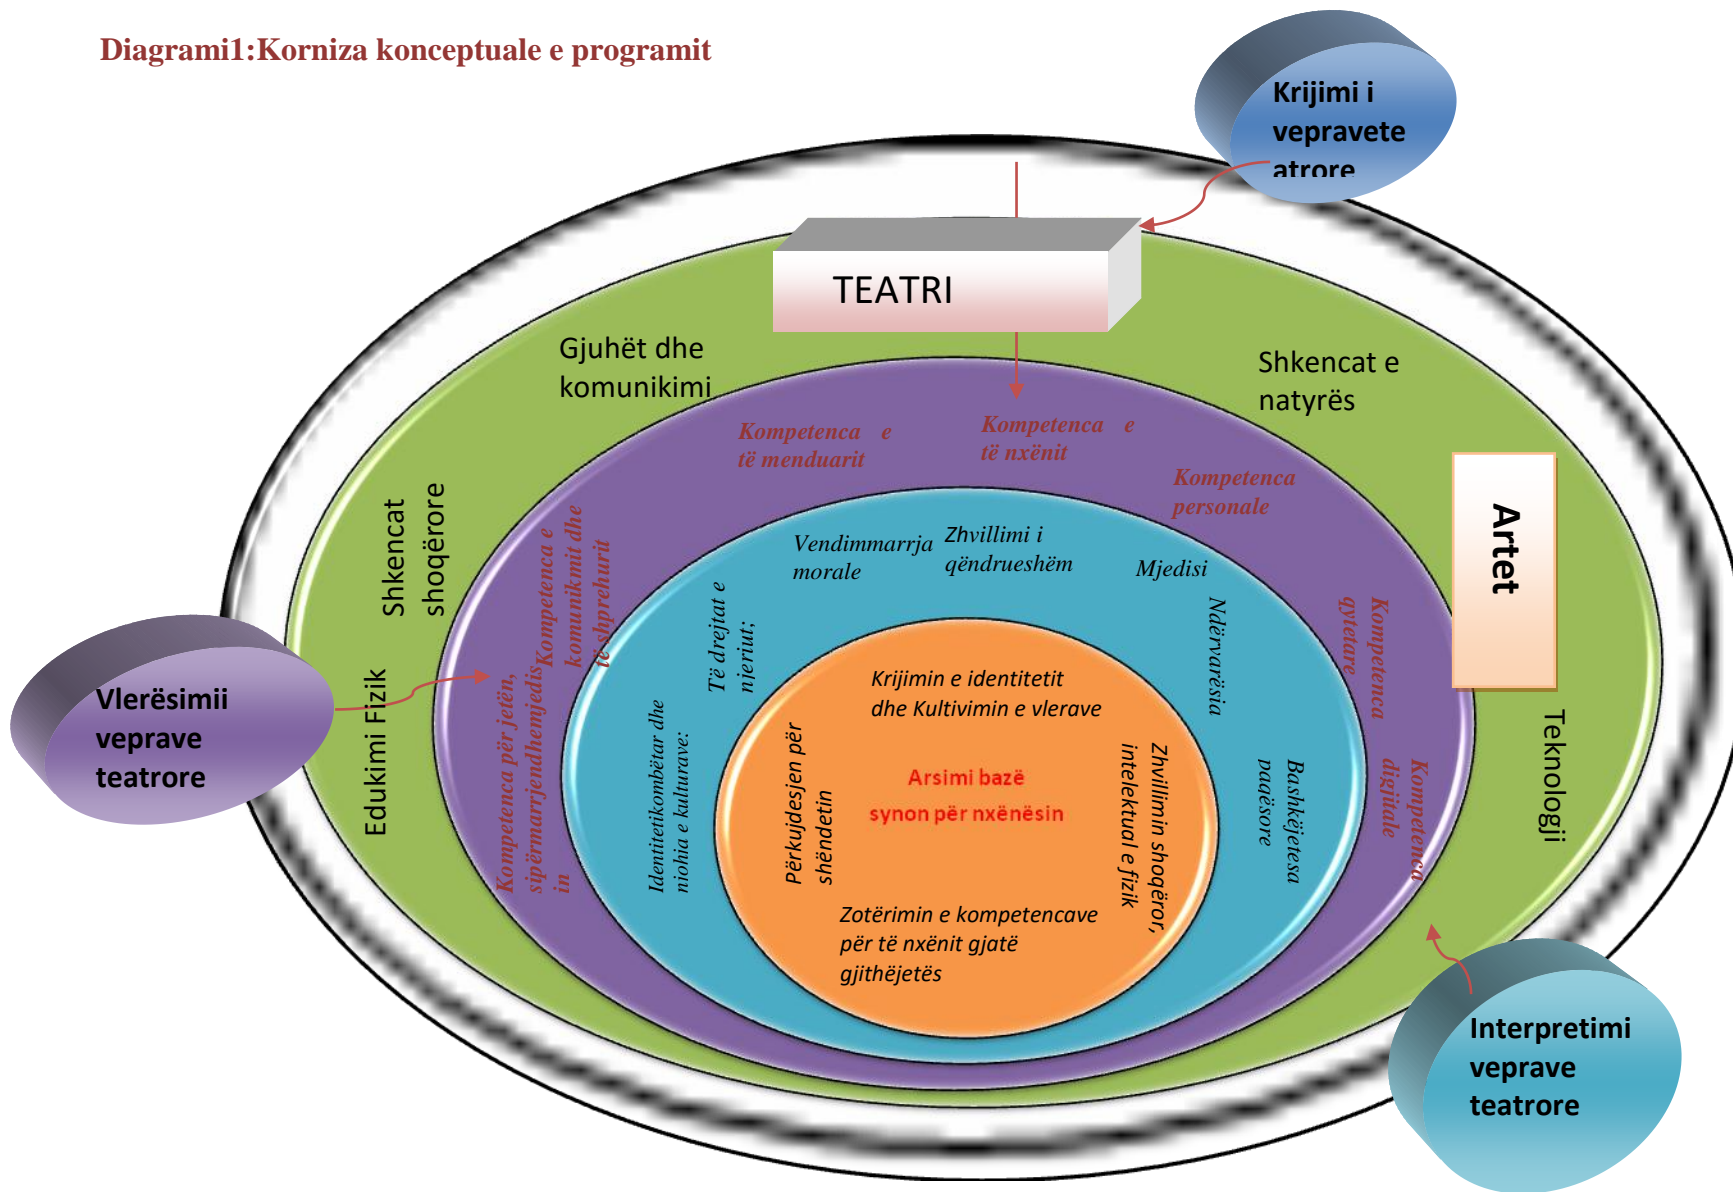 Diagrami1:Korniza konceptuale e programit
Krijimi i
vepravete
atrore
TEATRI
Gjuhët dhe
komunikimi
Shkencat e
natyrës
Kompetenca e
të menduarit
Kompetenca e
të nxënit
Kompetenca
personale
Artet
Shkencat
shoqërore
Kompetenca e
komunikmit dhe
të shprehurit
Vendimmarrja
morale
Zhvillimi i
qëndrueshëm
Mjedisi
Ndërvarësia
Kompetenca
qytetare
Të drejtat e
njeriut;
Krijimin e identitetit
dhe Kultivimin e vlerave
Vlerësimii
veprave
teatrore
Edukimi Fizik
Kompetenca për jetën,
sipërmarrjendhemjedis
in
Identitetikombëtar dhe
niohia e kulturave:
Përkujdesjen për
shëndetin
Arsimi bazë
synon për nxënësin
Zhvillimin shoqëror,
intelektual e fizik
Bashkëjetesa
paqësore
Kompetenca
digjitale
Teknologji
Zotërimin e kompetencave
për të nxënit gjatë
gjithëjetës
Interpretimi
veprave
teatrore